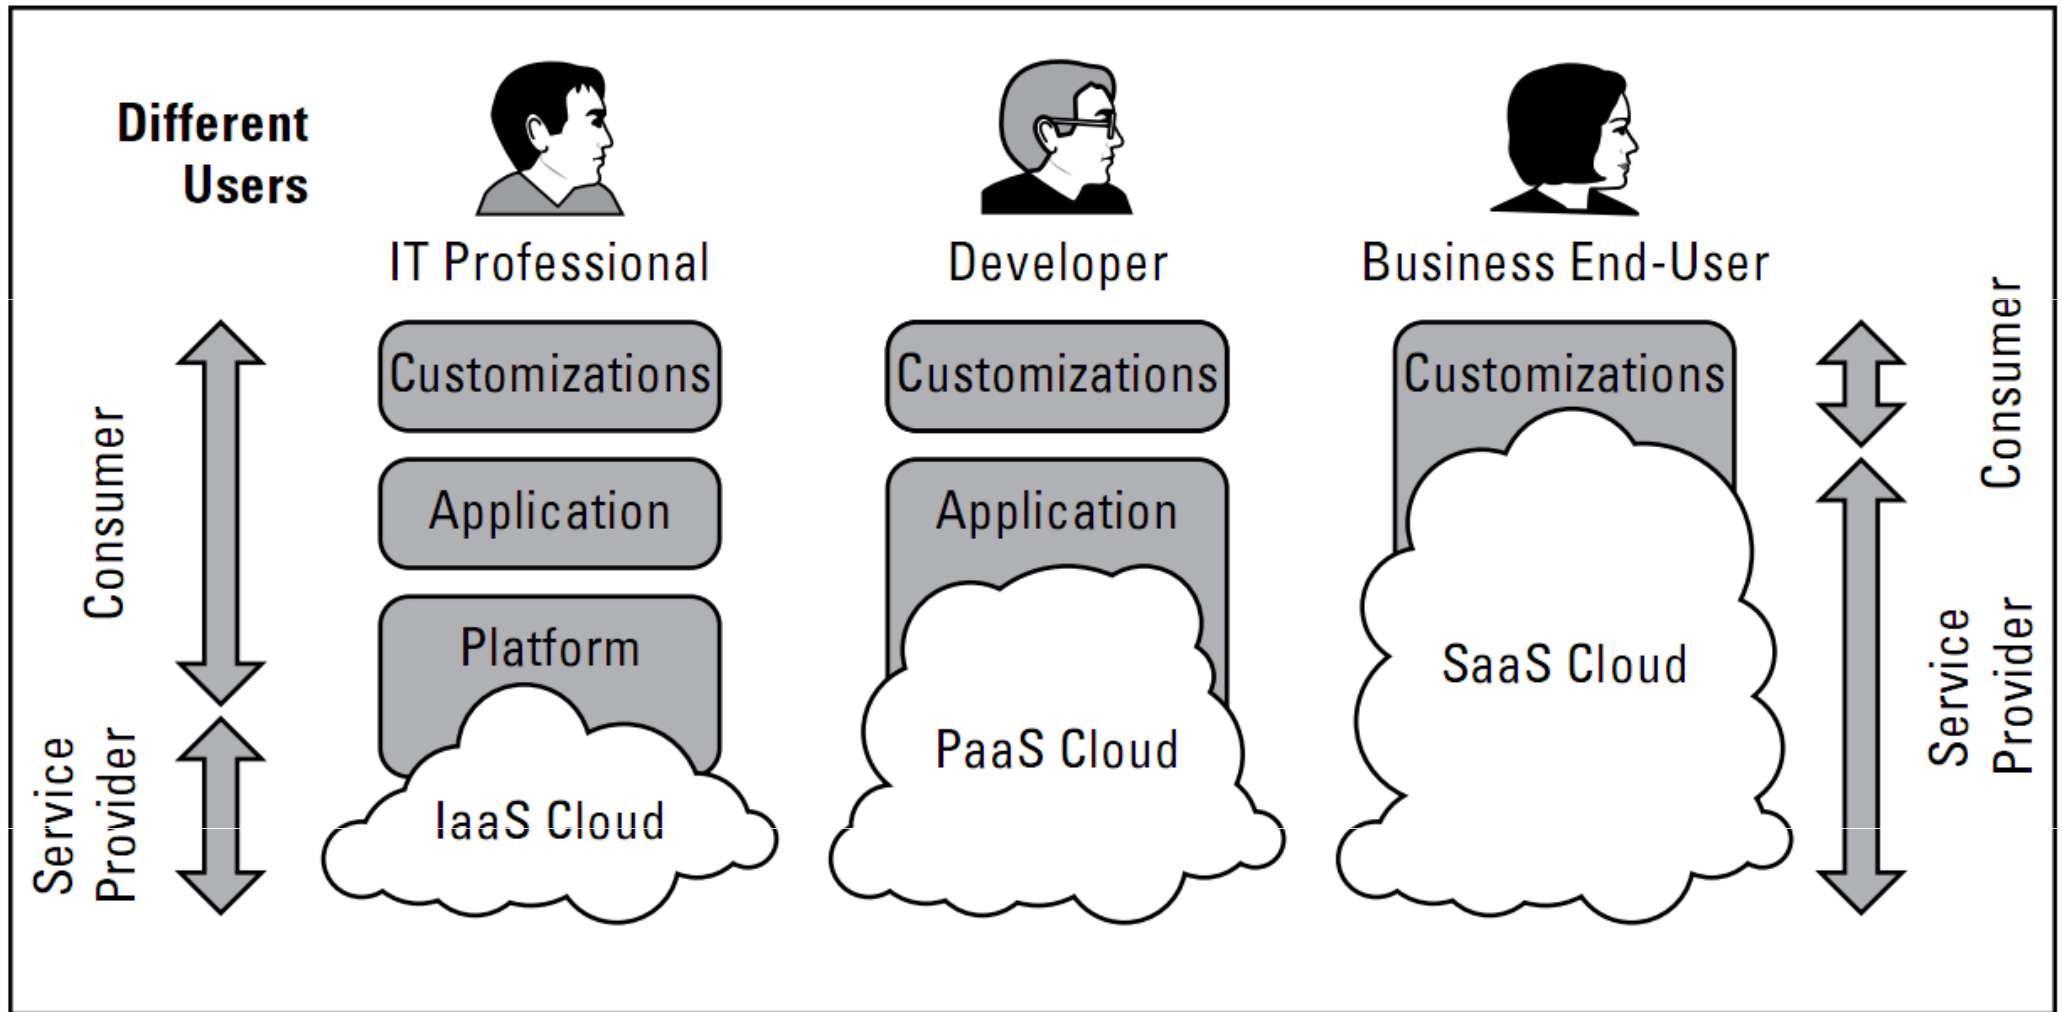 Different
Users
IT Professional
Developer
Business End-User
Consumer
Service
Provider
Customizations
Application
Platform
IaaS Cloud
Customizations
Application
PaaS Cloud
Customizations
SaaS Cloud
Consumer
Service
Provider